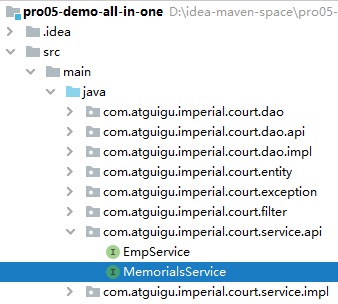 pro05-demo-all-in-one D:\idea-maven-space\pro05-
.idea
src
main
java
com.atguigu.imperial.court.dao
com.atguigu.imperial.court.dao.api
com.atguigu.imperial.court.dao.impl
com.atguigu.imperial.court.entity
com.atguigu.imperial.court.exception
com.atguigu.imperial.court.filter
com.atguigu.imperial.court.service.api
I EmpService
I MemorialsService
com.atguigu.imperial.court.service.impl